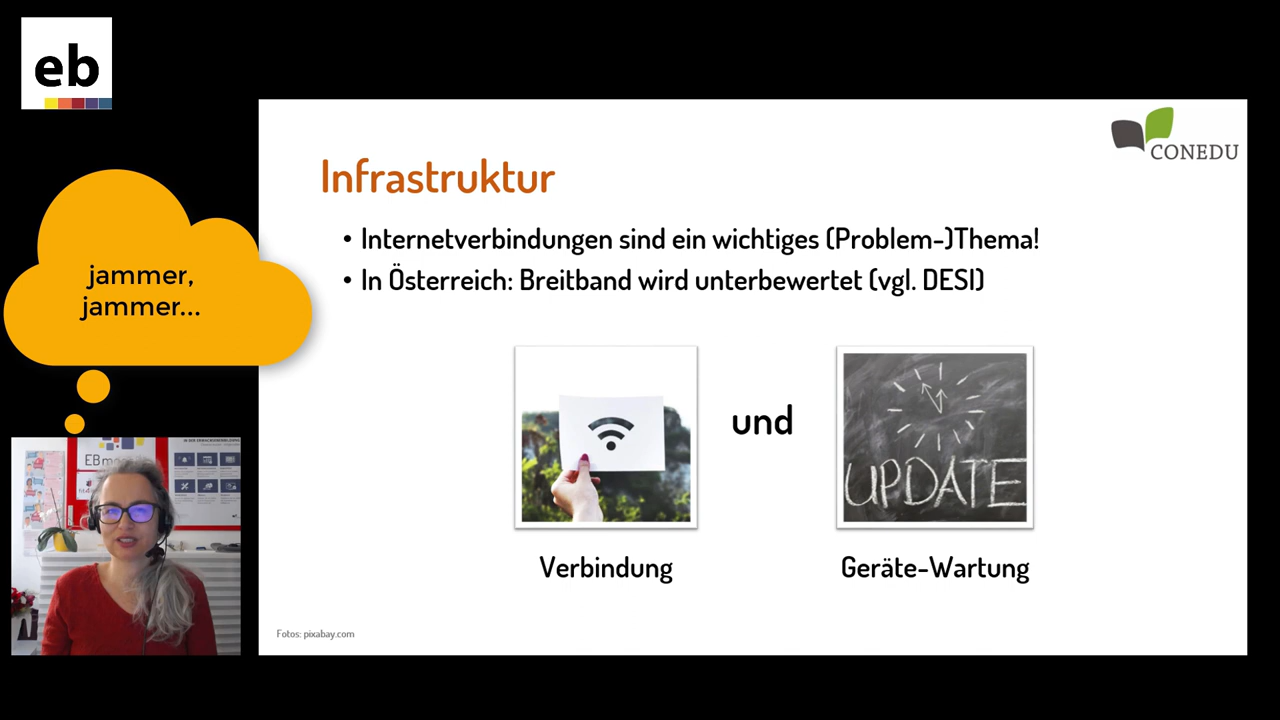 eb
CONEDU
Infrastruktur
• Internetverbindungen sind ein wichtiges (Problem-)Thema!
• In Österreich: Breitband wird unterbewertet (vgl. DESI)
jammer,
jammer...
und
UPDATE
Verbindung
Geräte-Wartung
Fotos: pixabay.com